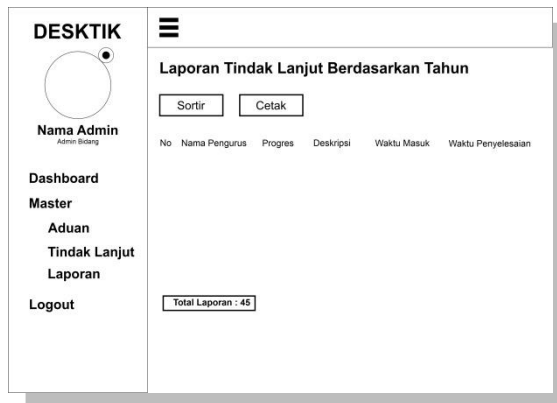 DESKTIK
Nama Admin
Admin Bidang
Dashboard
Master
Aduan
Tindak Lanjut
Laporan
Logout
Laporan Tindak Lanjut Berdasarkan Tahun
Sortir Cetak
No Nama Pengurus Progres Deskripsi Waktu Masuk Waktu Penyelesaian
Total Laporan : 45